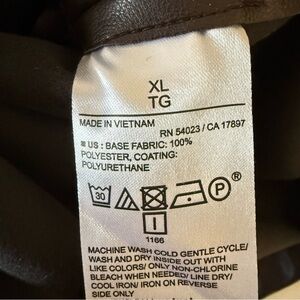 XL
TG
MADE IN VIETNAM
RN 54023 / CA 17897
US : BASE FABRIC: 100%
POLYESTER, COATING:
POLYURETHANE
30
P
I
1166
MACHINE WASH COLD GENTLE CYCLE/
WASH AND DRY INSIDE OUT WITH
LIKE COLORS/ ONLY NON-CHLORINE
BLEACH WHEN NEEDED/ LINE DRY/
COOL IRON/ IRON ON REVERSE
SIDE ONLY